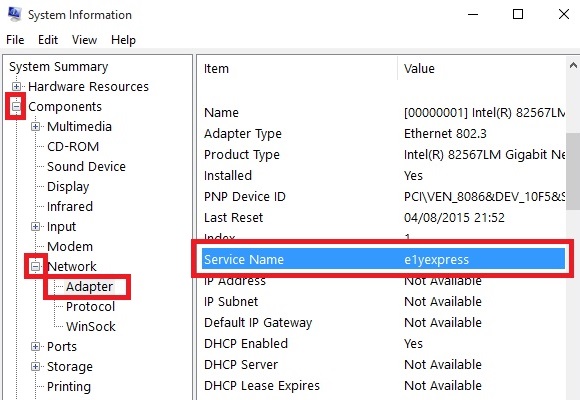 System Information
File Edit View Help
System Summary
Hardware Resources
Components
Multimedia
CD-ROM
Sound Device
Display
Infrared
Input
Modem
Network
Adapter
Protocol
WinSock
Ports
Storage
Printing
Item Value
Name [00000001] Intel(R) 82567LM
Adapter Type Ethernet 802.3
Product Type Intel(R) 82567LM Gigabit Ne
Installed Yes
PNP Device ID PCI\VEN_8086&DEV_10F5&S
Last Reset 04/08/2015 21:52
Index 1
Service Name e1yexpress
IP Address Not Available
IP Subnet Not Available
Default IP Gateway Not Available
DHCP Enabled Yes
DHCP Server Not Available
DHCP Lease Expires Not Available